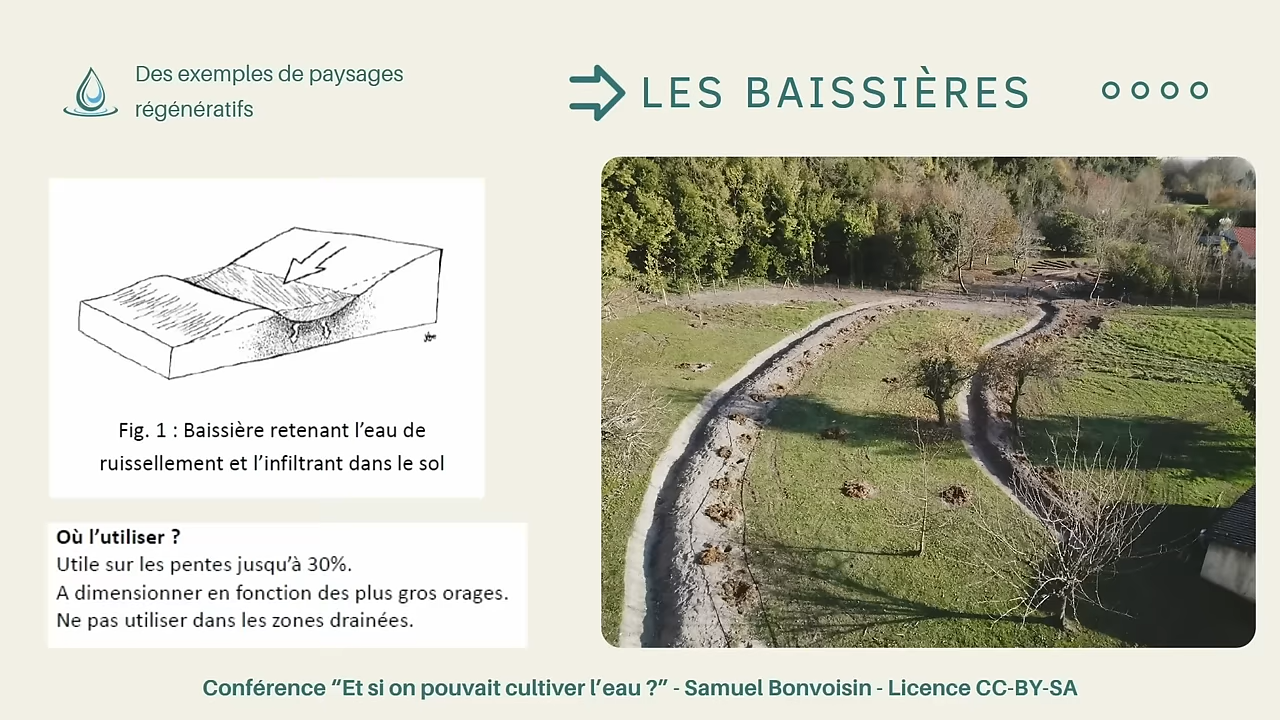 Des exemples de paysages
régénératifs
LES BAISSIÈRES
Fig. 1 : Baissière retenant l'eau de
ruissellement et l'infiltrant dans le sol
Où l'utiliser ?
Utile sur les pentes jusqu'à 30%.
A dimensionner en fonction des plus gros orages.
Ne pas utiliser dans les zones drainées.
Conférence "Et si on pouvait cultiver l'eau ?" - Samuel Bonvoisin - Licence CC-BY-SA